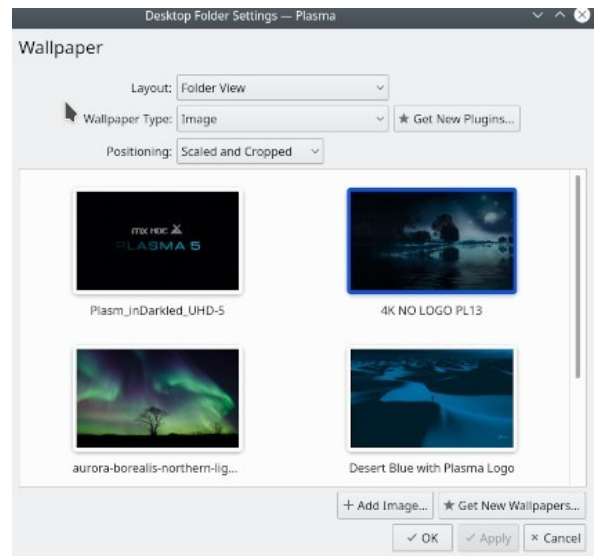 Desktop Folder Settings — Plasma
Wallpaper
Layout: Folder View
Wallpaper Type: Image ★ Get New Plugins...
Positioning: Scaled and Cropped
PLASMA 5
Plasm_inDarkled_UHD-5 4K NO LOGO PL13
aurora-borealis-northern-lig... Desert Blue with Plasma Logo
+ Add Image... ★ Get New Wallpapers...
✓ OK ✓ Apply × Cancel